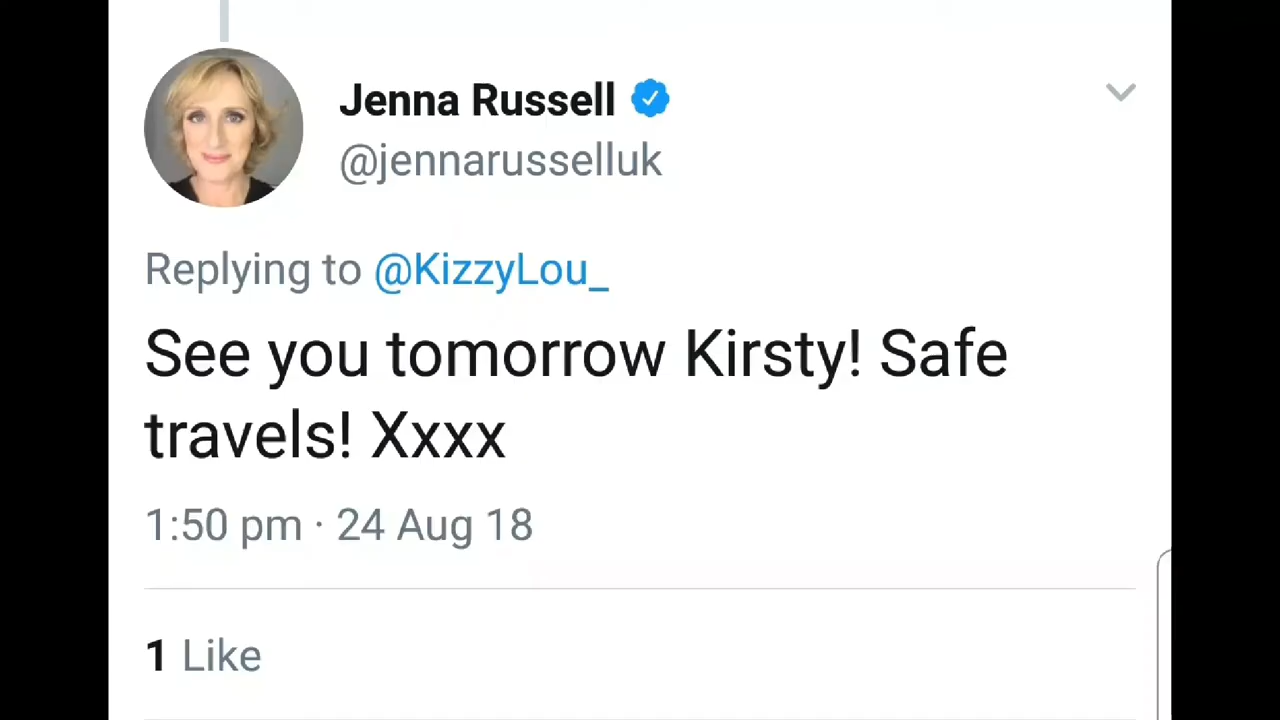 Jenna Russell
@jennarusselluk
Replying to @KizzyLou_
See you tomorrow Kirsty! Safe
travels! Xxxx
1:50 pm · 24 Aug 18
1 Like